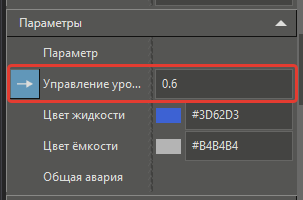 Параметры
Параметр
Управление уро... 0.6
Цвет жидкости #3D62D3
Цвет ёмкости #B4B4B4
Общая авария